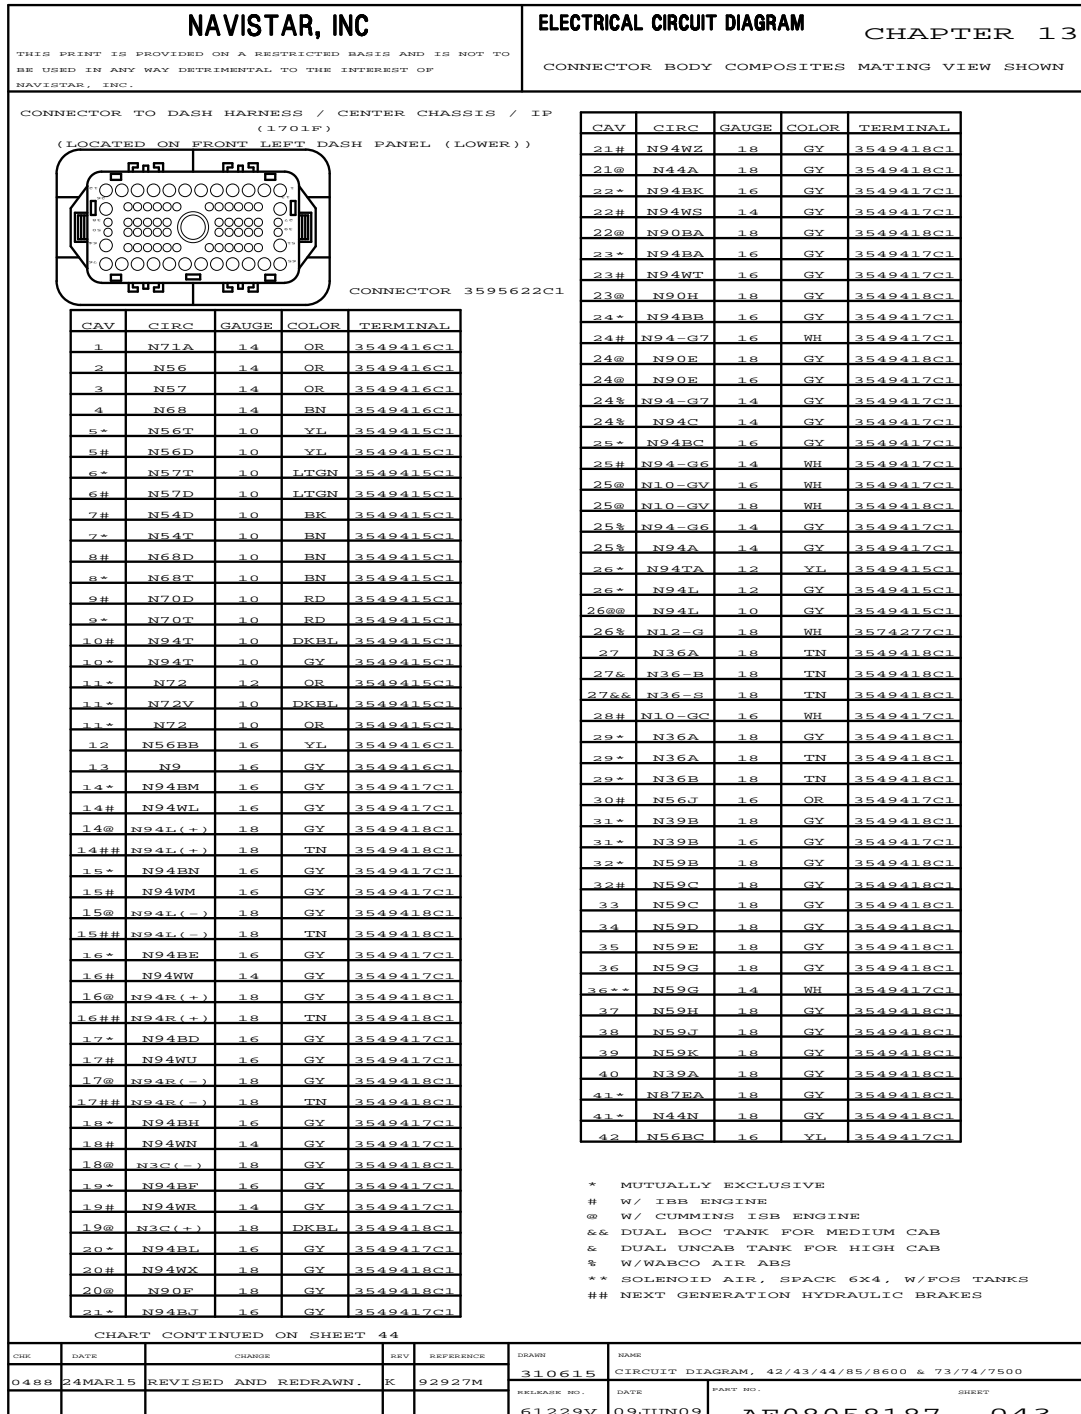 NAVISTAR, INC
THIS PRINT IS PROVIDED ON A RESTRICTED BASIS AND IS NOT TO
BE USED IN ANY WAY DETRIMENTAL TO THE INTEREST OF
NAVISTAR, INC.
ELECTRICAL CIRCUIT DIAGRAM
CHAPTER 13
CONNECTOR BODY COMPOSITES MATING VIEW SHOWN
CONNECTOR TO DASH HARNESS / CENTER CHASSIS / IP
(1701F)
(LOCATED ON FRONT LEFT DASH PANEL (LOWER))
CONNECTOR 3595622C1
CAV CIRC GAUGE COLOR TERMINAL
1 N71A 14 OR 3549416C1
2 N56 14 OR 3549416C1
3 N57 14 OR 3549416C1
4 N68 14 BN 3549416C1
5* N56T 10 YL 3549415C1
5# N56D 10 YL 3549415C1
6* N57T 10 LTGN 3549415C1
6# N57D 10 LTGN 3549415C1
7# N54D 10 BK 3549415C1
7* N54T 10 BN 3549415C1
8# N68D 10 BN 3549415C1
8* N68T 10 BN 3549415C1
9# N70D 10 RD 3549415C1
9* N70T 10 RD 3549415C1
10# N94T 10 DKBL 3549415C1
10* N94T 10 GY 3549415C1
11* N72 12 OR 3549415C1
11* N72V 10 DKBL 3549415C1
11* N72 10 OR 3549415C1
12 N56BB 16 YL 3549416C1
13 N9 16 GY 3549416C1
14* N94BM 16 GY 3549417C1
14# N94WL 16 GY 3549417C1
14@ N94L(+) 18 GY 3549418C1
14## N94L(+) 18 TN 3549418C1
15* N94BN 16 GY 3549417C1
15# N94WM 16 GY 3549417C1
15@ N94L(-) 18 GY 3549418C1
15## N94L(-) 18 TN 3549418C1
16* N94BE 16 GY 3549417C1
16# N94WW 14 GY 3549417C1
16@ N94R(+) 18 GY 3549418C1
16## N94R(+) 18 TN 3549418C1
17* N94BD 16 GY 3549417C1
17# N94WU 16 GY 3549417C1
17@ N94R(-) 18 GY 3549418C1
17## N94R(-) 18 TN 3549418C1
18* N94BH 16 GY 3549417C1
18# N94WN 14 GY 3549417C1
18@ N3C(-) 18 GY 3549418C1
19* N94BF 16 GY 3549417C1
19# N94WR 14 GY 3549417C1
19@ N3C(+) 18 DKBL 3549418C1
20* N94BL 16 GY 3549417C1
20# N94WX 18 GY 3549418C1
20@ N90F 18 GY 3549418C1
21* N94BJ 16 GY 3549417C1
CHART CONTINUED ON SHEET 44
CAV CIRC GAUGE COLOR TERMINAL
21# N94WZ 18 GY 3549418C1
21@ N44A 18 GY 3549418C1
22* N94BK 16 GY 3549417C1
22# N94WS 14 GY 3549417C1
22@ N90BA 18 GY 3549418C1
23* N94BA 16 GY 3549417C1
23# N94WT 16 GY 3549417C1
23@ N90H 18 GY 3549418C1
24* N94BB 16 GY 3549417C1
24# N94-G7 16 WH 3549417C1
24@ N90E 18 GY 3549418C1
24@ N90E 16 GY 3549417C1
24% N94-G7 14 GY 3549417C1
24% N94C 14 GY 3549417C1
25* N94BC 16 GY 3549417C1
25# N94-G6 14 WH 3549417C1
25@ N10-GV 16 WH 3549417C1
25@ N10-GV 18 WH 3549418C1
25% N94-G6 14 GY 3549417C1
25% N94A 14 GY 3549417C1
26* N94TA 12 YL 3549415C1
26* N94L 12 GY 3549415C1
26@@ N94L 10 GY 3549415C1
26% N12-G 18 WH 3574277C1
27 N36A 18 TN 3549418C1
27& N36-B 18 TN 3549418C1
27&& N36-S 18 TN 3549418C1
28# N10-GC 16 WH 3549417C1
29* N36A 18 GY 3549418C1
29* N36A 18 TN 3549418C1
29* N36B 18 TN 3549418C1
30# N56J 16 OR 3549417C1
31* N39B 18 GY 3549418C1
31* N39B 16 GY 3549417C1
32* N59B 18 GY 3549418C1
32# N59C 18 GY 3549418C1
33 N59C 18 GY 3549418C1
34 N59D 18 GY 3549418C1
35 N59E 18 GY 3549418C1
36 N59G 18 GY 3549418C1
36** N59G 14 WH 3549417C1
37 N59H 18 GY 3549418C1
38 N59J 18 GY 3549418C1
39 N59K 18 GY 3549418C1
40 N39A 18 GY 3549418C1
41* N87EA 18 GY 3549418C1
41* N44N 18 GY 3549418C1
42 N56BC 16 YL 3549417C1
* MUTUALLY EXCLUSIVE
# W/ IBB ENGINE
@ W/ CUMMINS ISB ENGINE
&& DUAL BOC TANK FOR MEDIUM CAB
& DUAL UNCAB TANK FOR HIGH CAB
% W/WABCO AIR ABS
** SOLENOID AIR, SPACK 6X4, W/FOS TANKS
## NEXT GENERATION HYDRAULIC BRAKES
CHK DATE CHANGE REV REFERENCE
0488 24MAR15 REVISED AND REDRAWN. K 92927M
DRAWN
310615
NAME
CIRCUIT DIAGRAM, 42/43/44/85/8600 & 73/74/7500
RELEASE NO.
61229V
DATE
09JUN09
PART NO.
AE08058187
SHEET
043